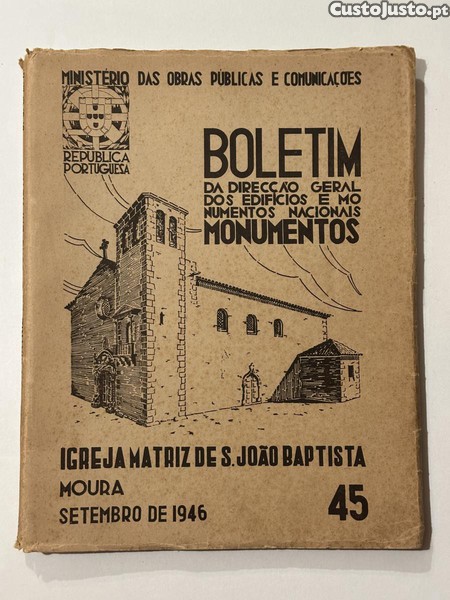 CustoJusto.pt
MINISTÉRIO DAS OBRAS PÚBLICAS E COMUNICAÇÕES
REPÚBLICA
PORTUGUESA
BOLETIM
DA DIRECÇÃO GERAL
DOS EDIFÍCIOS E MO
NUMENTOS NACIONAIS
MONUMENTOS
IGREJA MATRIZ DE S. JOÃO BAPTISTA
MOURA
SETEMBRO DE 1946
45